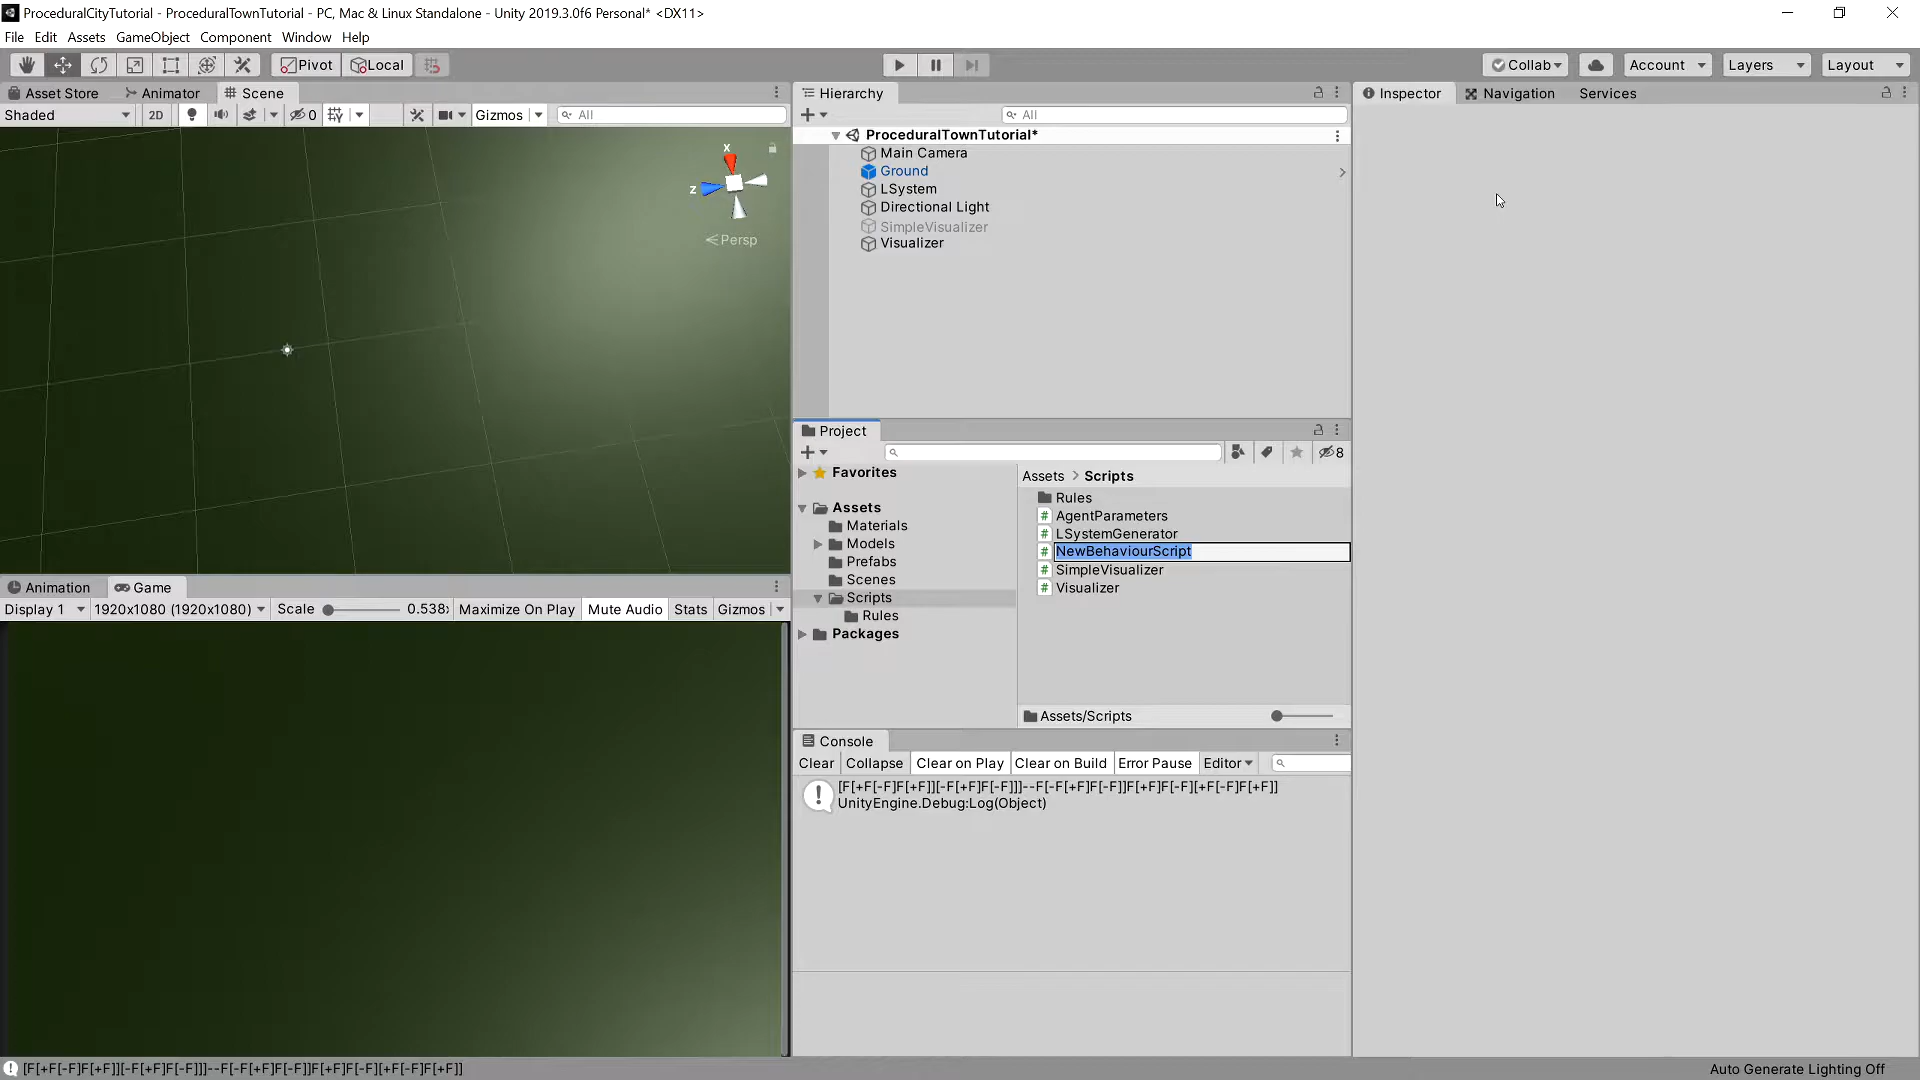 ProceduralCityTutorial - ProceduralTownTutorial - PC, Mac & Linux Standalone - Unity 2019.3.0f6 Personal* <DX11>
File Edit Assets GameObject Component Window Help
Pivot Local Collab Account Layers Layout
Asset Store Animator Scene
Shaded 2D 0 Gizmos All
x
z
Persp
Animation Game
Display 1 1920x1080 (1920x1080) Scale 0.538: Maximize On Play Mute Audio Stats Gizmos
Hierarchy
All
ProceduralTownTutorial*
Main Camera
Ground
LSystem
Directional Light
SimpleVisualizer
Visualizer
Project
8
Favorites
Assets
Materials
Models
Prefabs
Scenes
Scripts
Rules
Packages
Assets > Scripts
Rules
AgentParameters
LSystemGenerator
NewBehaviourScript
SimpleVisualizer
Visualizer
Assets/Scripts
Console
Clear Collapse Clear on Play Clear on Build Error Pause Editor
[F[+F[-F]F[+F]][-F[+F]F[-F]]]--F[-F[+F]F[-F]]F[+F]F[-F][+F[-F]F[+F]]
UnityEngine.Debug:Log(Object)
Inspector Navigation Services
[F[+F[-F]F[+F]][-F[+F]F[-F]]]--F[-F[+F]F[-F]]F[+F]F[-F][+F[-F]F[+F]]
Auto Generate Lighting Off